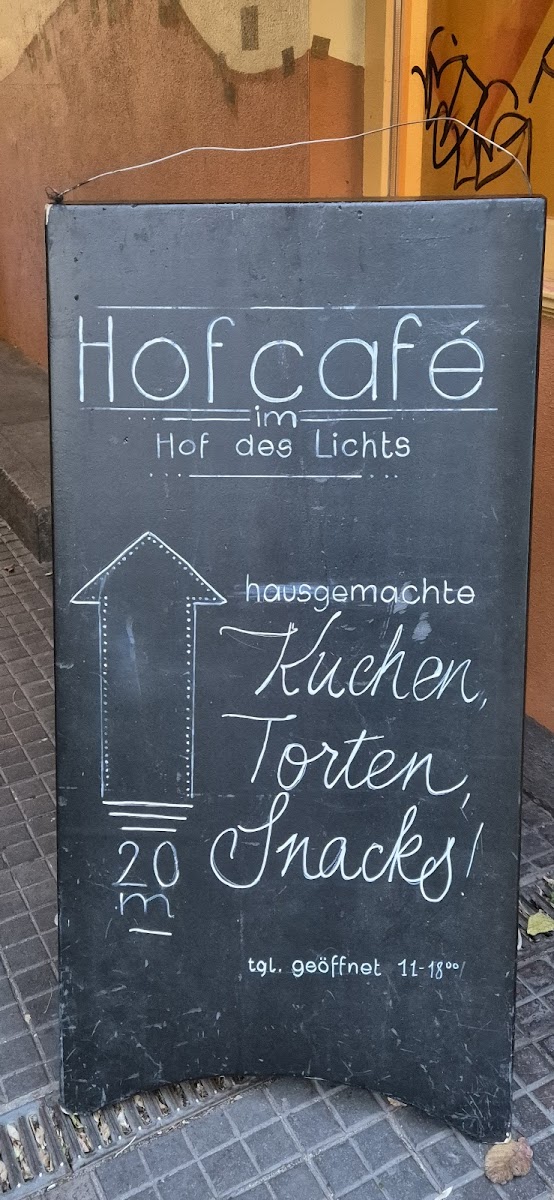 Hofcafé
im
Hof des Lichts
hausgemachte
Kuchen,
Torten,
Snacks!
20
m
tgl. geöffnet 11-18⁰⁰